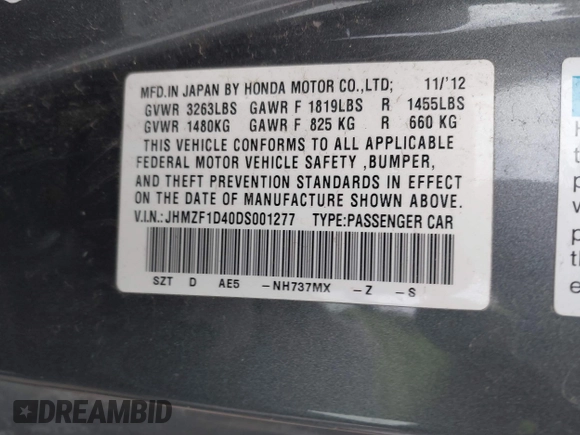 MFD.IN JAPAN BY HONDA MOTOR CO.,LTD; 11/'12
GVWR 3263LBS GAWR F 1819LBS R 1455LBS
GVWR 1480KG GAWR F 825 KG R 660 KG
THIS VEHICLE CONFORMS TO ALL APPLICABLE
FEDERAL MOTOR VEHICLE SAFETY ,BUMPER,
AND THEFT PREVENTION STANDARDS IN EFFECT
ON THE DATE OF MANUFACTURE SHOWN ABOVE.
V.I.N.:JHMZF1D40DS001277 TYPE:PASSENGER CAR
SZT D AE5 -NH737MX -Z -S
DREAMBID